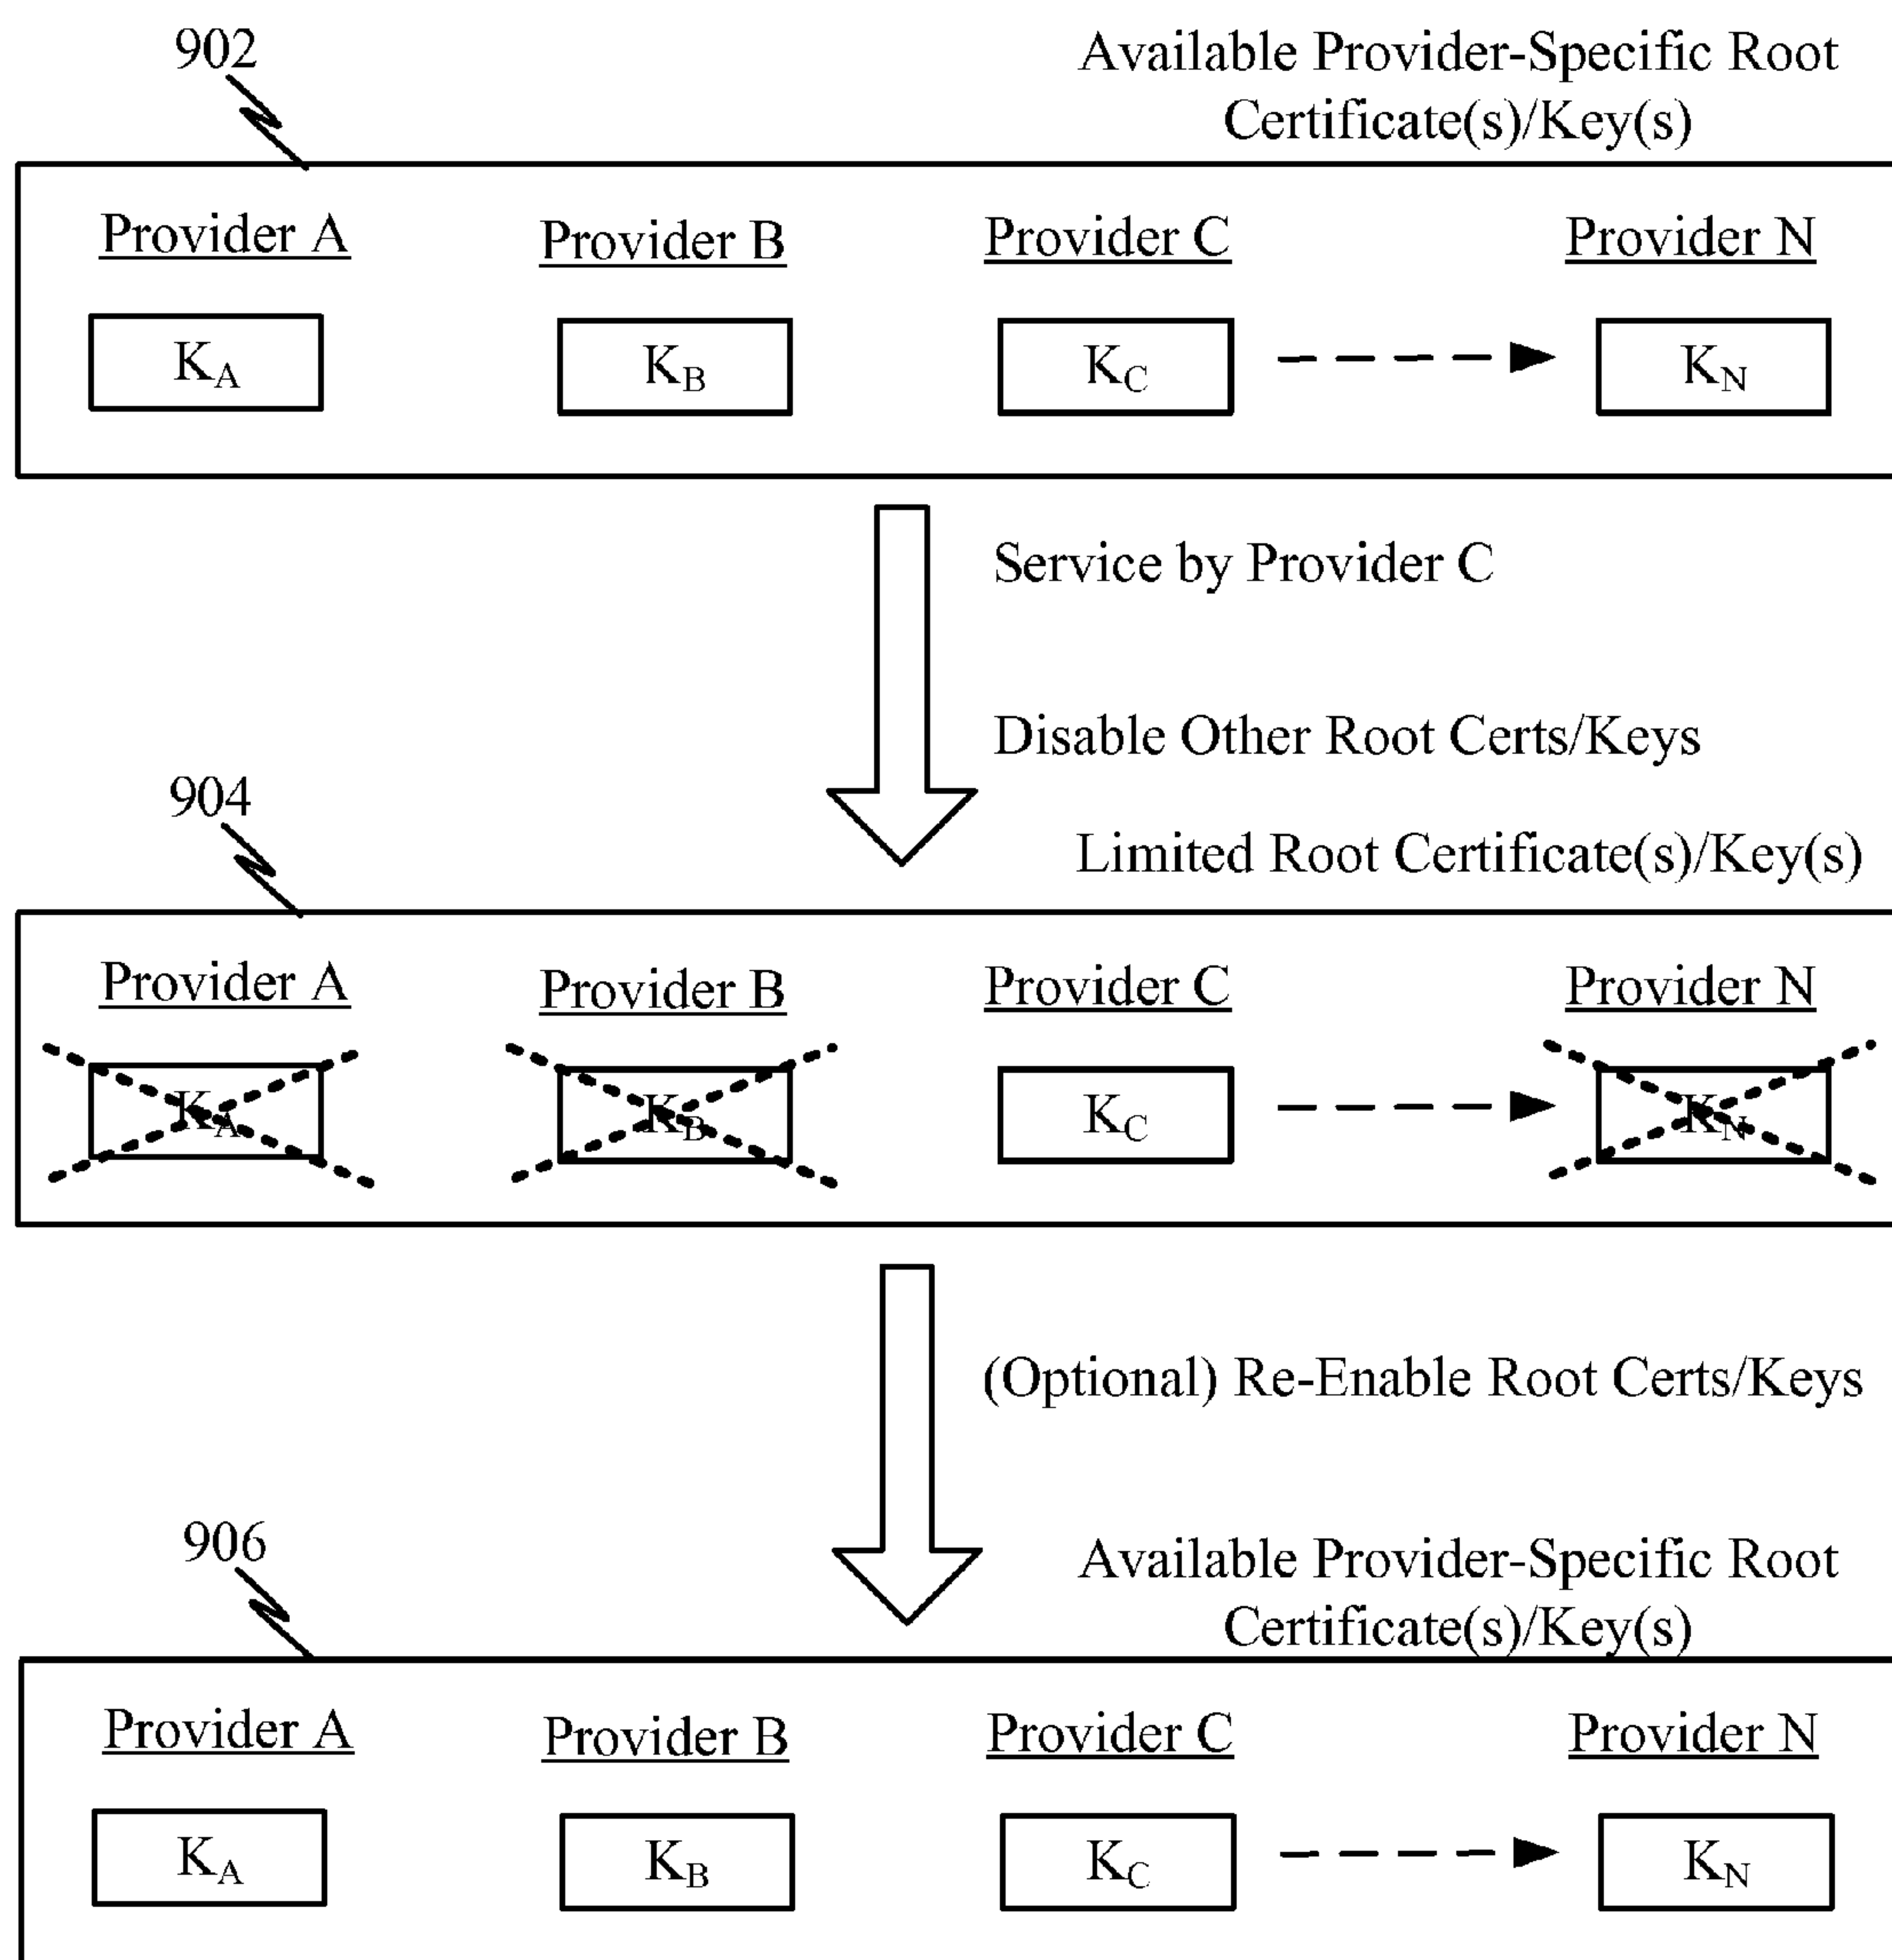 902
Available Provider-Specific Root
Certificate(s)/Key(s)
Provider A Provider B Provider C Provider N
KA KB KC KN
Service by Provider C
Disable Other Root Certs/Keys
904
Limited Root Certificate(s)/Key(s)
Provider A Provider B Provider C Provider N
KA KB KC KN
(Optional) Re-Enable Root Certs/Keys
906
Available Provider-Specific Root
Certificate(s)/Key(s)
Provider A Provider B Provider C Provider N
KA KB KC KN